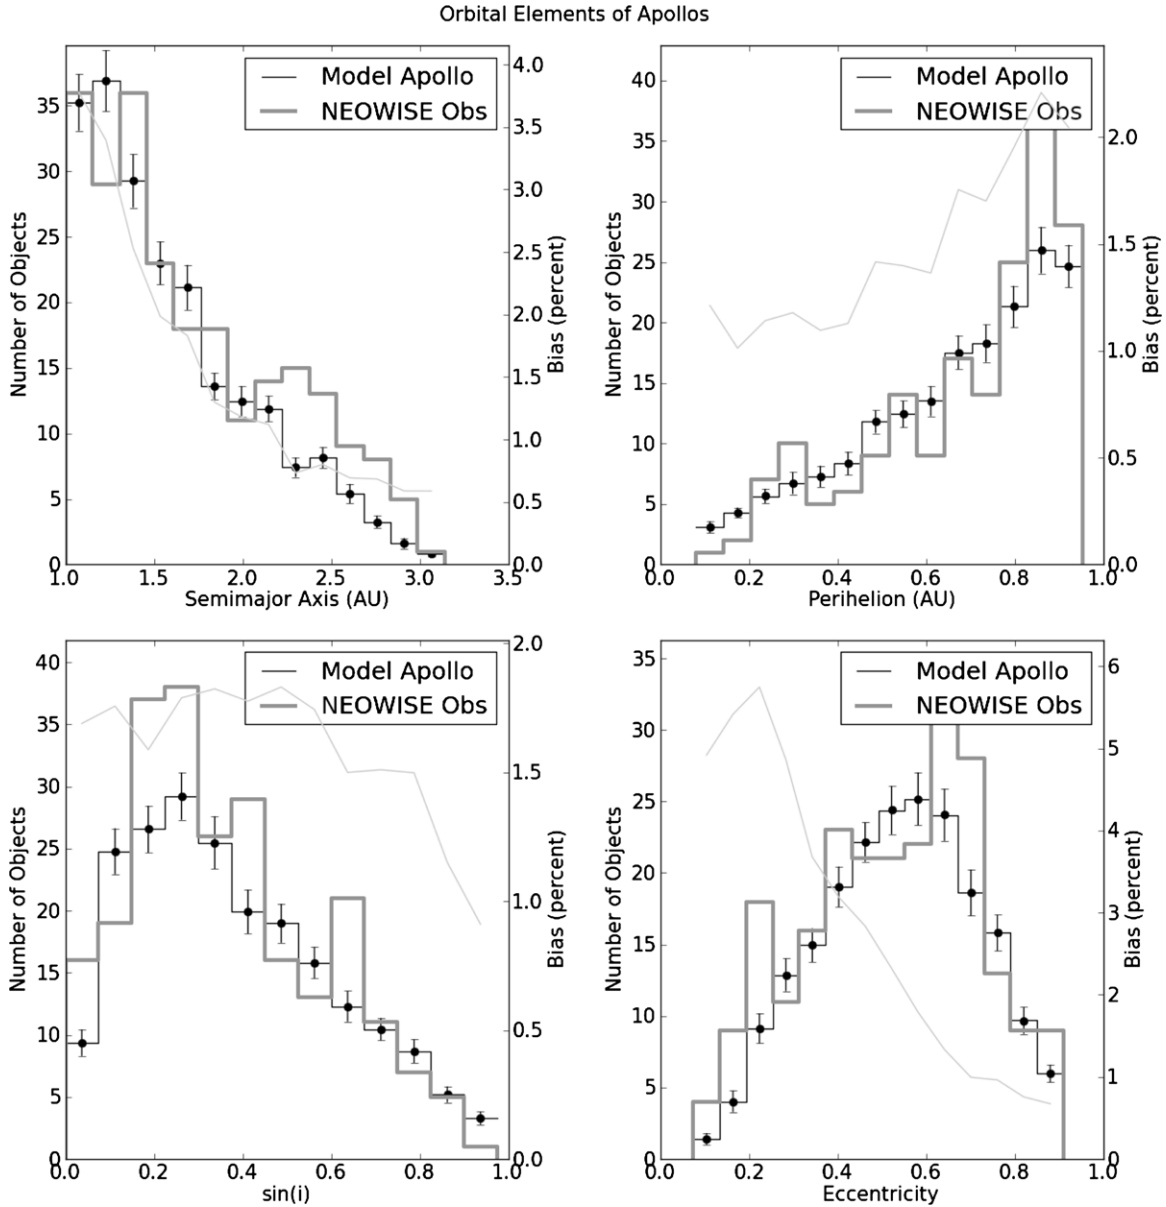 Orbital Elements of Apollos
Model Apollo
NEOWISE Obs
Number of Objects
35
30
25
20
15
10
5
0
4.0
3.5
3.0
2.5
2.0
1.5
1.0
0.5
0.0
Bias (percent)
1.0 1.5 2.0 2.5 3.0 3.5
Semimajor Axis (AU)
Model Apollo
NEOWISE Obs
Number of Objects
40
35
30
25
20
15
10
5
0
2.0
1.5
1.0
0.5
0.0
Bias (percent)
0.0 0.2 0.4 0.6 0.8 1.0
Perihelion (AU)
Model Apollo
NEOWISE Obs
Number of Objects
40
35
30
25
20
15
10
5
0
2.0
1.5
1.0
0.5
0.0
Bias (percent)
0.0 0.2 0.4 0.6 0.8 1.0
sin(i)
Model Apollo
NEOWISE Obs
Number of Objects
35
30
25
20
15
10
5
0
6
5
4
3
2
1
0
Bias (percent)
0.0 0.2 0.4 0.6 0.8 1.0
Eccentricity